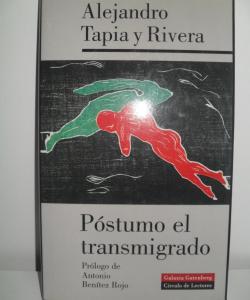 Alejandro
Tapia y Rivera
Póstumo el
transmigrado
Prólogo de
Antonio
Benítez Rojo
Galaxia Gutenberg
Círculo de Lectores